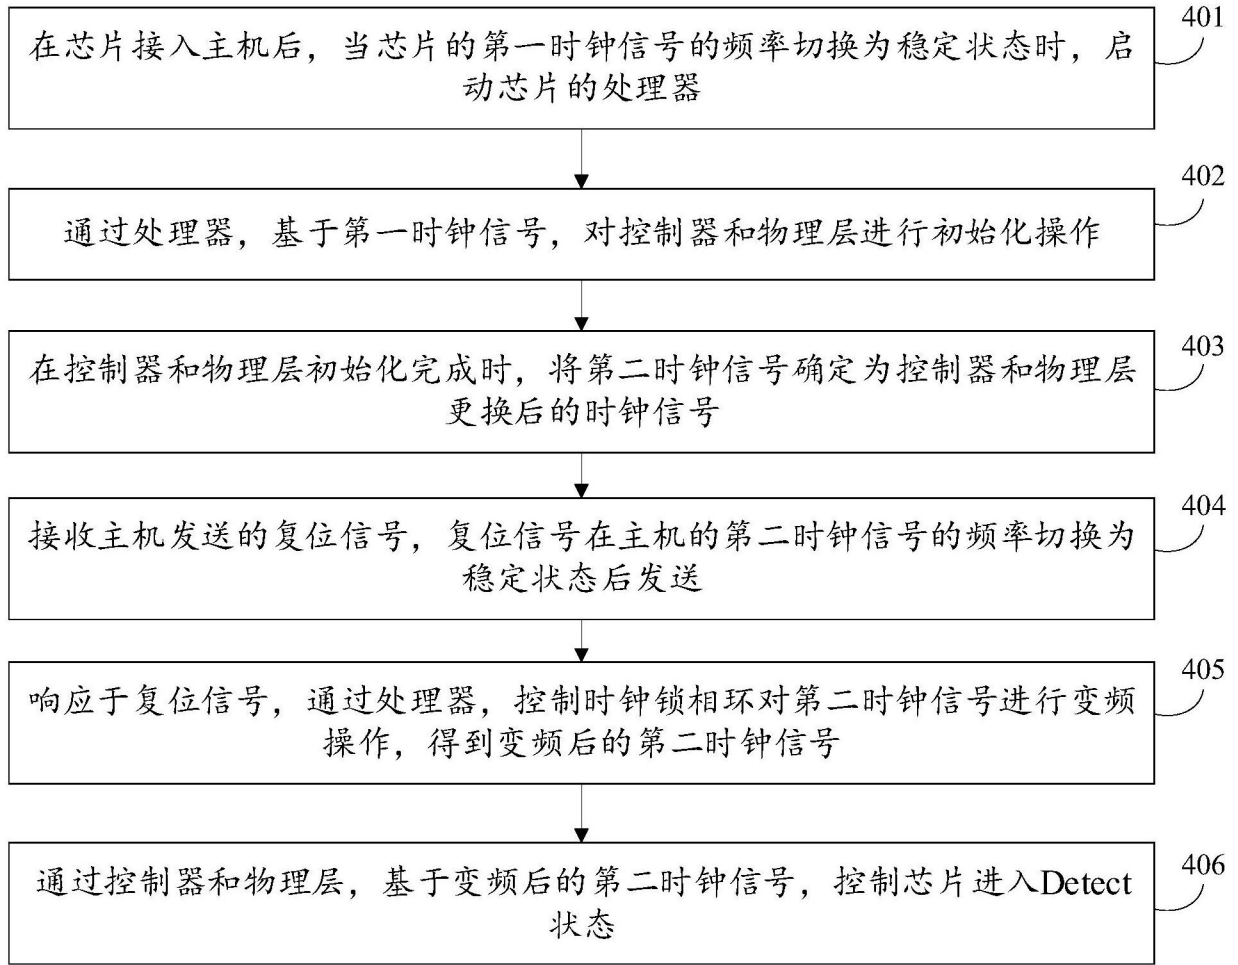 401
在芯片接入主机后，当芯片的第一时钟信号的频率切换为稳定状态时，启
动芯片的处理器
402
通过处理器，基于第一时钟信号，对控制器和物理层进行初始化操作
403
在控制器和物理层初始化完成时，将第二时钟信号确定为控制器和物理层
更换后的时钟信号
404
接收主机发送的复位信号，复位信号在主机的第二时钟信号的频率切换为
稳定状态后发送
405
响应于复位信号，通过处理器，控制时钟锁相环对第二时钟信号进行变频
操作，得到变频后的第二时钟信号
406
通过控制器和物理层，基于变频后的第二时钟信号，控制芯片进入Detect
状态